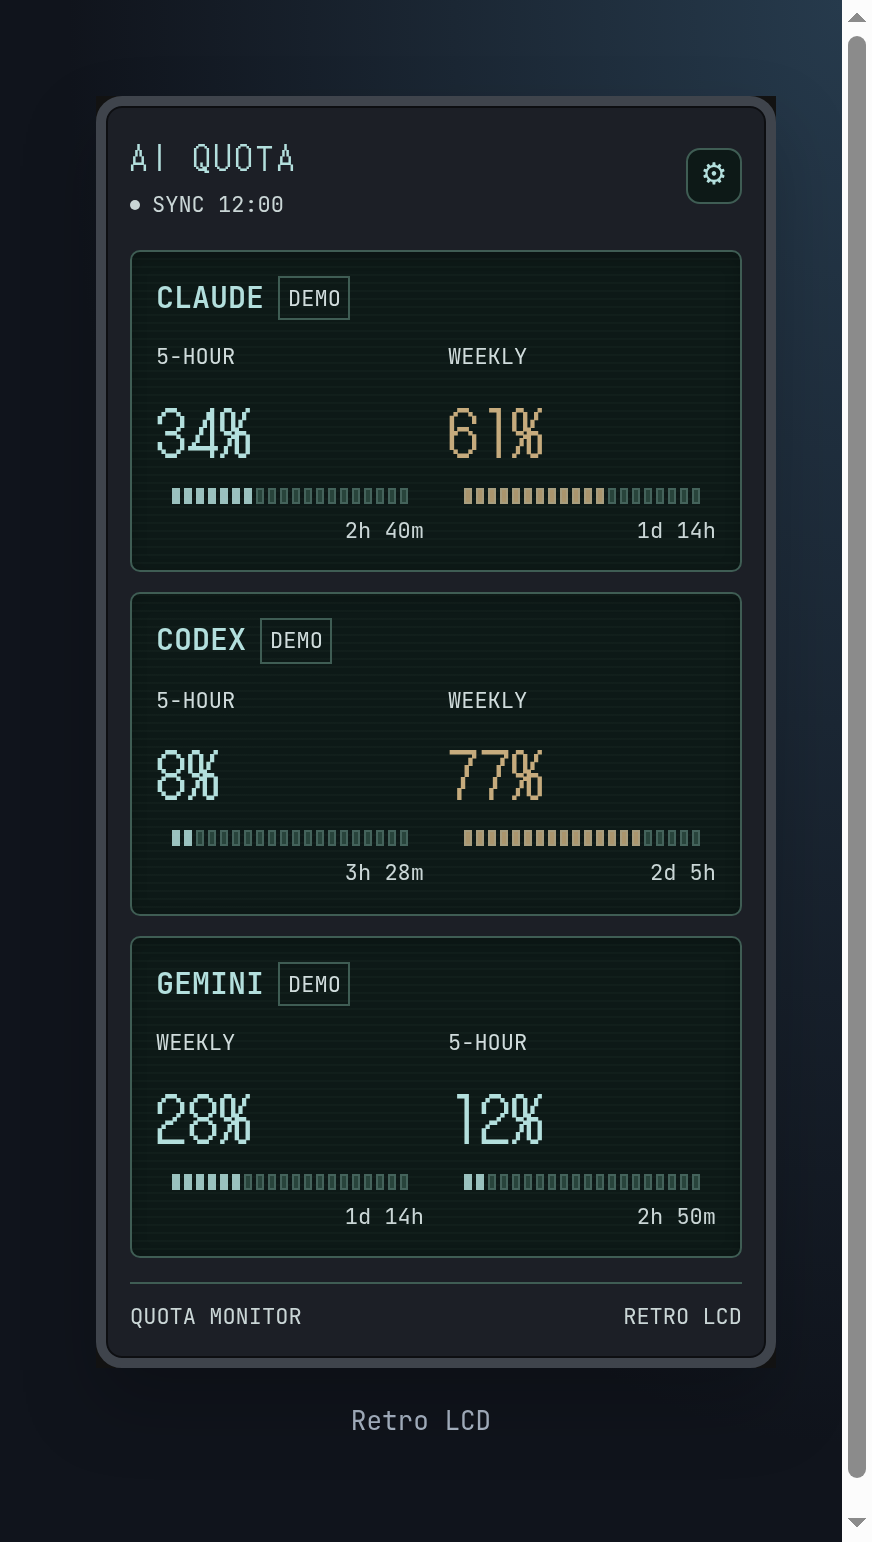 AI QUOTA
SYNC 12:00
CLAUDE DEMO
5-HOUR WEEKLY
34% 61%
2h 40m 1d 14h
CODEX DEMO
5-HOUR WEEKLY
8% 77%
3h 28m 2d 5h
GEMINI DEMO
WEEKLY 5-HOUR
28% 12%
1d 14h 2h 50m
QUOTA MONITOR RETRO LCD
Retro LCD